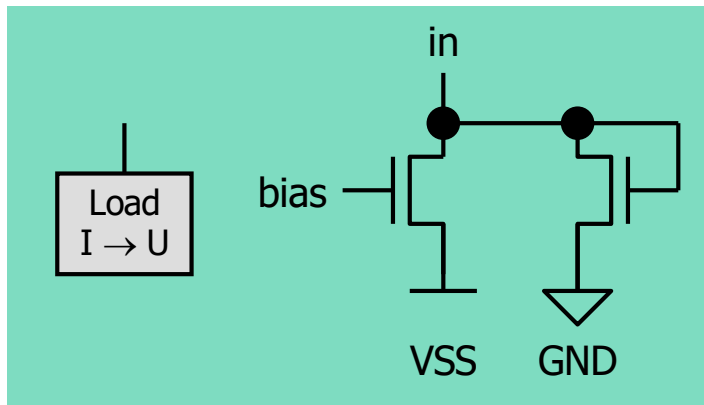 in
Load
I → U
bias
VSS
GND